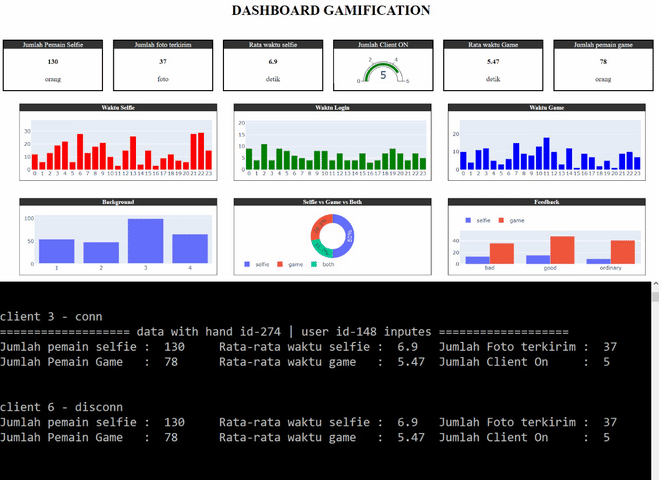 DASHBOARD GAMIFICATION
Jumlah Pemain Selfie
130
orang
Jumlah foto terkirim
37
foto
Rata waktu selfie
6.9
detik
Jumlah Client ON
0 2 4 6
5
Rata waktu Game
5.47
detik
Jumlah pemain game
78
orang
Waktu Selfie
30
20
10
0
0 1 2 3 4 5 6 7 8 9 10 11 12 13 14 15 16 17 18 19 20 21 22 23
Waktu Login
20
15
10
5
0
0 1 2 3 4 5 6 7 8 9 10 11 12 13 14 15 16 17 18 19 20 21 22 23
Waktu Game
20
10
0
0 1 2 3 4 5 6 7 8 9 10 11 12 13 14 15 16 17 18 19 20 21 22 23
Background
100
50
0
1 2 3 4
Selfie vs Game vs Both
50%
selfie game both
Feedback
selfie game
40
20
0
Bad good ordinary
client 3 - conn
================== data with hand id-274 | user id-148 inputes ==================
Jumlah pemain selfie : 130 Rata-rata waktu selfie : 6.9 Jumlah Foto terkirim : 37
Jumlah Pemain Game : 78 Rata-rata waktu game : 5.47 Jumlah Client On : 5
client 6 - disconn
Jumlah pemain selfie : 130 Rata-rata waktu selfie : 6.9 Jumlah Foto terkirim : 37
Jumlah Pemain Game : 78 Rata-rata waktu game : 5.47 Jumlah Client On : 5